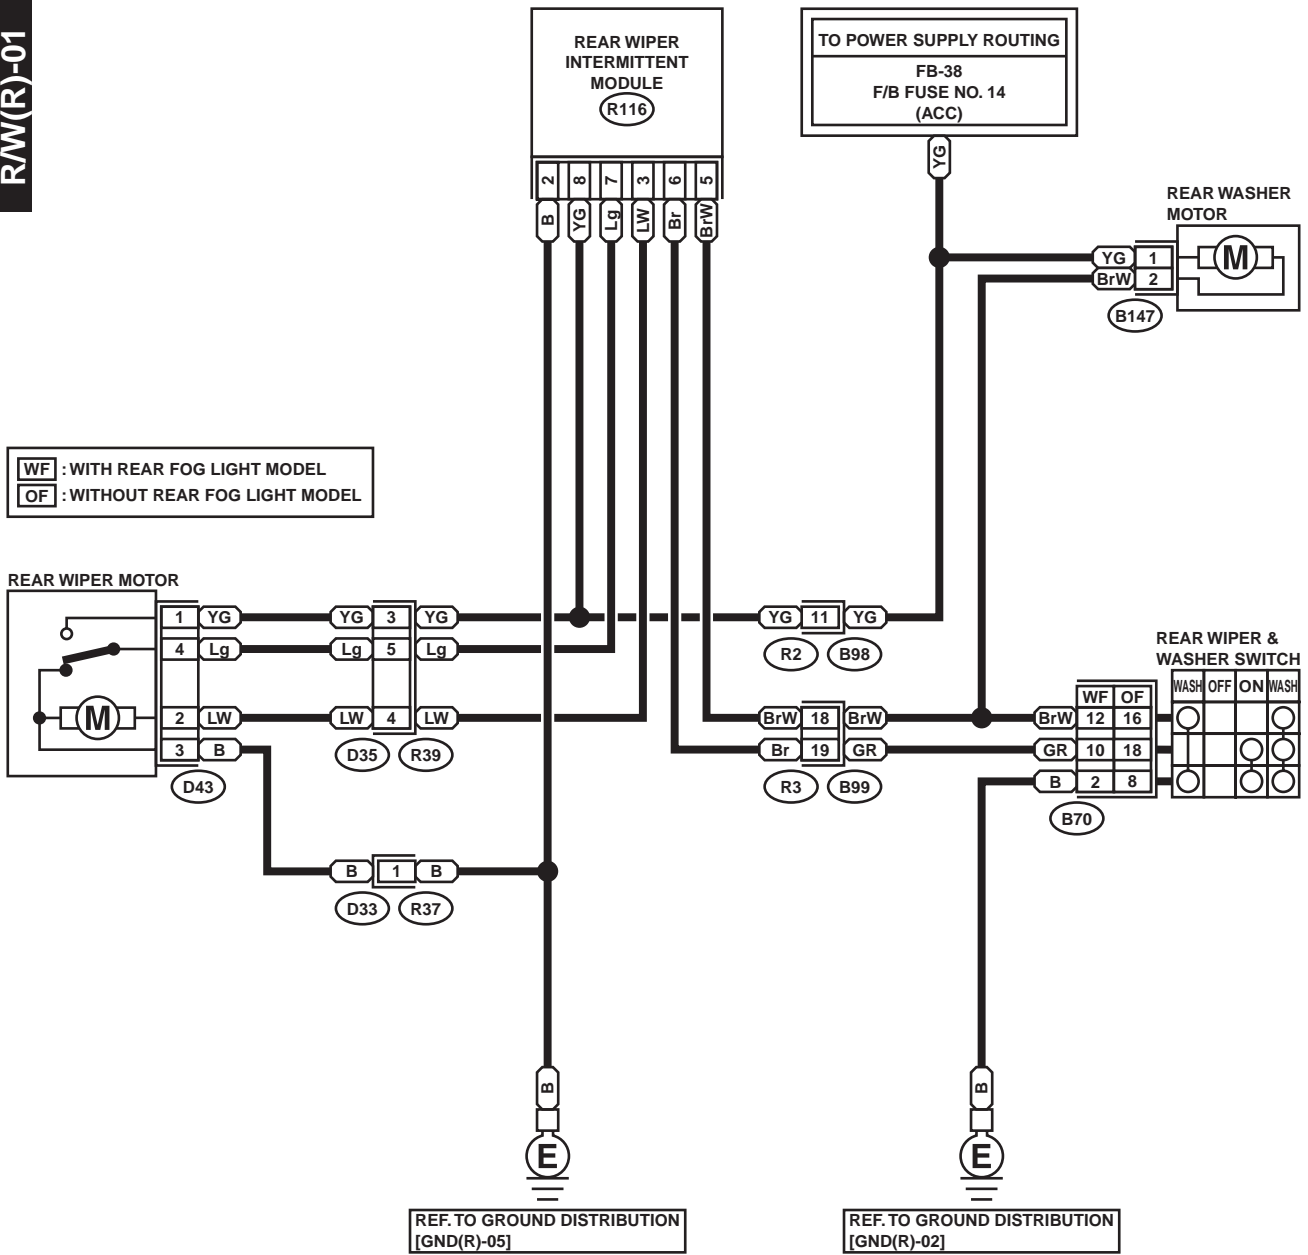 R/W(R)-01
REAR WIPER
INTERMITTENT
MODULE
R116
2 8 7 3 6 5
B YG Lg LW Br BrW
TO POWER SUPPLY ROUTING
FB-38
F/B FUSE NO. 14
(ACC)
YG
REAR WASHER
MOTOR
M
YG 1
BrW 2
B147
WF : WITH REAR FOG LIGHT MODEL
OF : WITHOUT REAR FOG LIGHT MODEL
REAR WIPER MOTOR
M
1 YG YG 3 YG
4 Lg Lg 5 Lg
2 LW LW 4 LW
3 B
D43
D35 R39
B 1 B
D33 R37
YG 11 YG
R2 B98
BrW 18 BrW
Br 19 GR
R3 B99
REAR WIPER &
WASHER SWITCH
WASH OFF ON WASH
WF OF
BrW 12 16
GR 10 18
B 2 8
B70
B
E
REF. TO GROUND DISTRIBUTION
[GND(R)-05]
B
E
REF. TO GROUND DISTRIBUTION
[GND(R)-02]